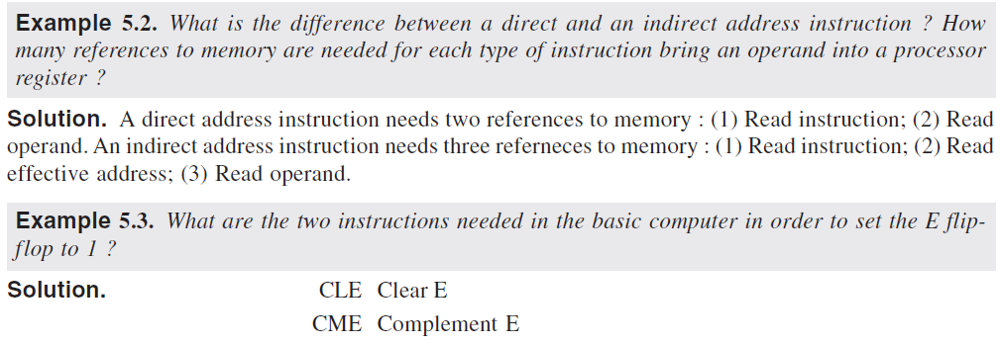 Example 5.2. What is the difference between a direct and an indirect address instruction ? How
many references to memory are needed for each type of instruction bring an operand into a processor
register ?
Solution. A direct address instruction needs two references to memory : (1) Read instruction; (2) Read
operand. An indirect address instruction needs three referneces to memory : (1) Read instruction; (2) Read
effective address; (3) Read operand.
Example 5.3. What are the two instructions needed in the basic computer in order to set the E flip-
flop to 1 ?
Solution. CLE Clear E
CME Complement E